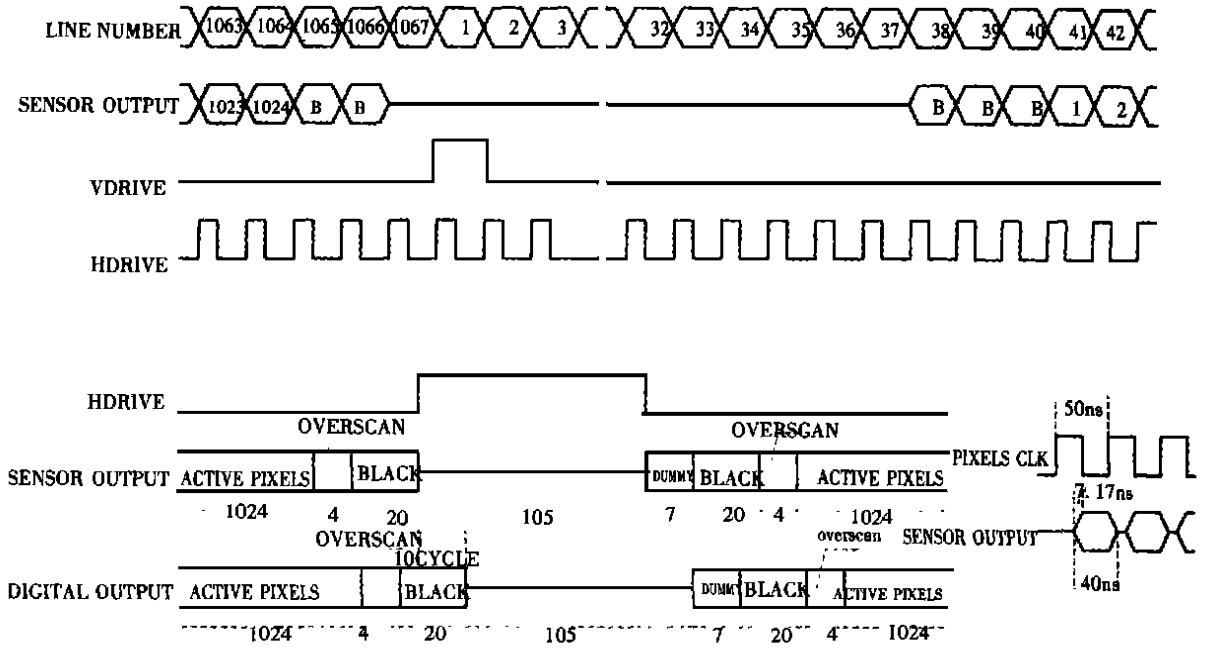 LINE NUMBER 1063 1064 1065 1066 1067 1 2 3 32 33 34 35 36 37 38 39 40 41 42
SENSOR OUTPUT 1023 1024 B B B B B 1 2
VDRIVE
HDRIVE
HDRIVE
OVERSCAN OVERSCAN
50ns
SENSOR OUTPUT ACTIVE PIXELS BLACK DUMMY BLACK ACTIVE PIXELS PIXELS CLK
1024 4 20 105 7 20 4 1024
7. 17ns
OVERSCAN 10CYCLE overscan SENSOR OUTPUT
40ns
DIGITAL OUTPUT ACTIVE PIXELS BLACK DUMMY BLACK ACTIVE PIXELS
1024 4 20 105 7 20 4 1024